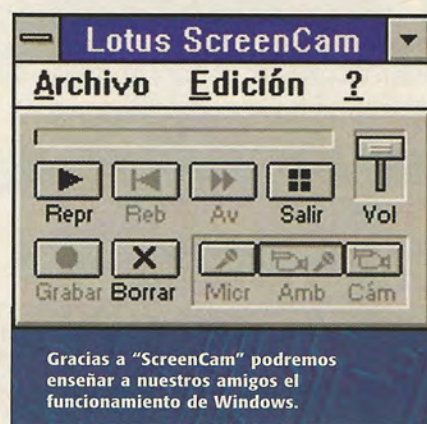 Lotus ScreenCam
Archivo Edición ?
Repr Reb Av Salir Vol
Grabar Borrar Micr Amb Cám
Gracias a “ScreenCam” podremos
enseñar a nuestros amigos el
funcionamiento de Windows.